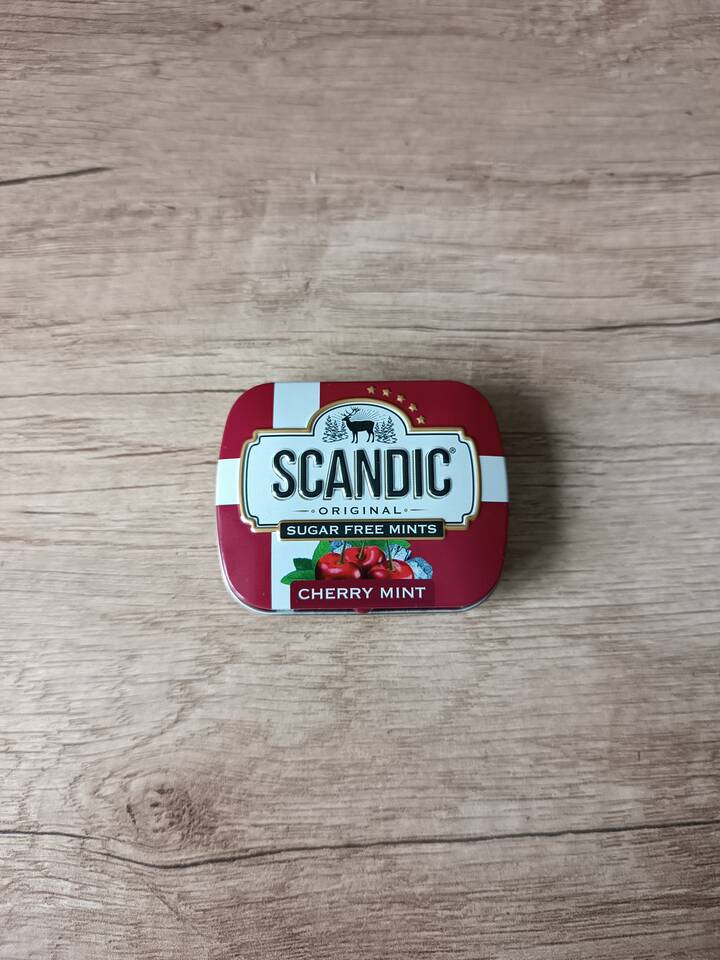 SCANDIC®
ORIGINAL
SUGAR FREE MINTS
CHERRY MINT